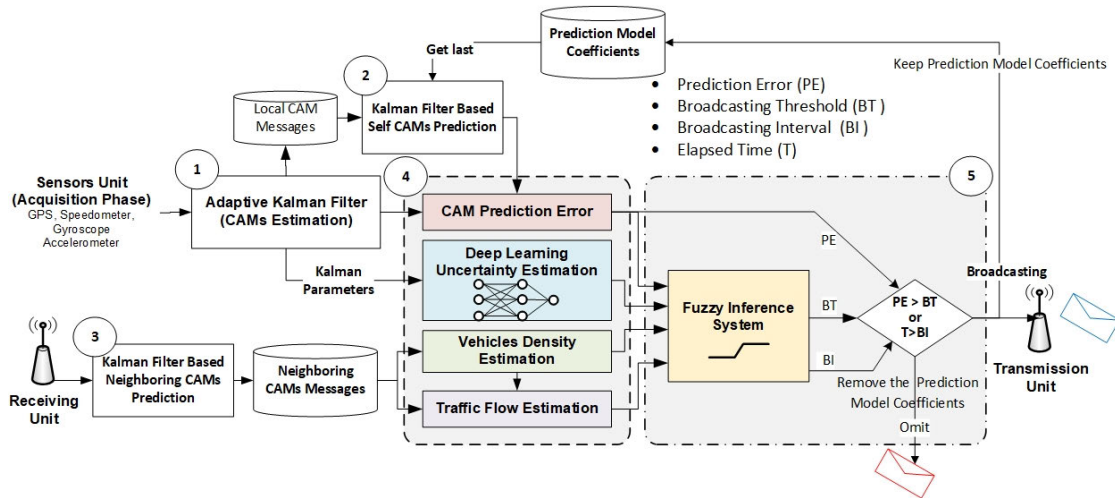 Prediction Model
Coefficients
Get last
Keep Prediction Model Coefficients
2
• Prediction Error (PE)
• Broadcasting Threshold (BT )
• Broadcasting Interval (BI )
• Elapsed Time (T)
Local CAM
Messages
Kalman Filter Based
Self CAMs Prediction
1
4
5
Sensors Unit
(Acquisition Phase)
GPS, Speedometer,
Gyroscope
Accelerometer
Adaptive Kalman Filter
(CAMs Estimation)
CAM Prediction Error
PE
Kalman
Parameters
Deep Learning
Uncertainty Estimation
Broadcasting
Fuzzy Inference
System
BT
PE > BT
or
T>BI
3
Kalman Filter Based
Neighboring CAMs
Prediction
Neighboring
CAMs Messages
Vehicles Density
Estimation
BI
Receiving
Unit
Transmission
Unit
Remove the Prediction
Model Coefficients
Traffic Flow Estimation
Omit